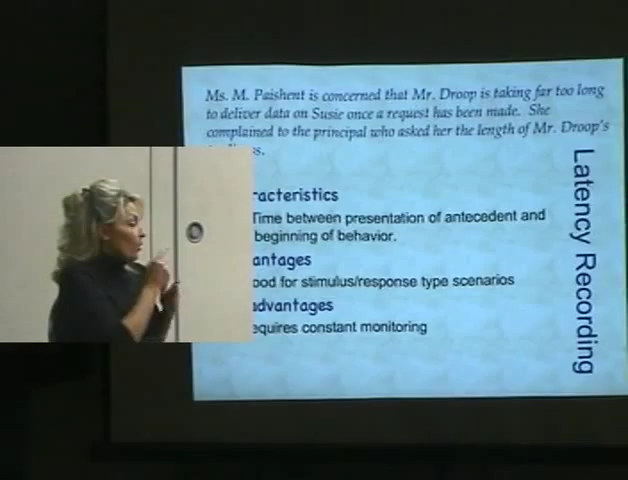 Ms. M. Paishent is concerned that Mr. Droop is taking far too long
to deliver data on Susie once a request has been made. She
complained to the principal who asked her the length of Mr. Droop's
racteristics
Time between presentation of antecedent and
beginning of behavior.
antages
ood for stimulus/response type scenarios
advantages
equires constant monitoring
Latency Recording